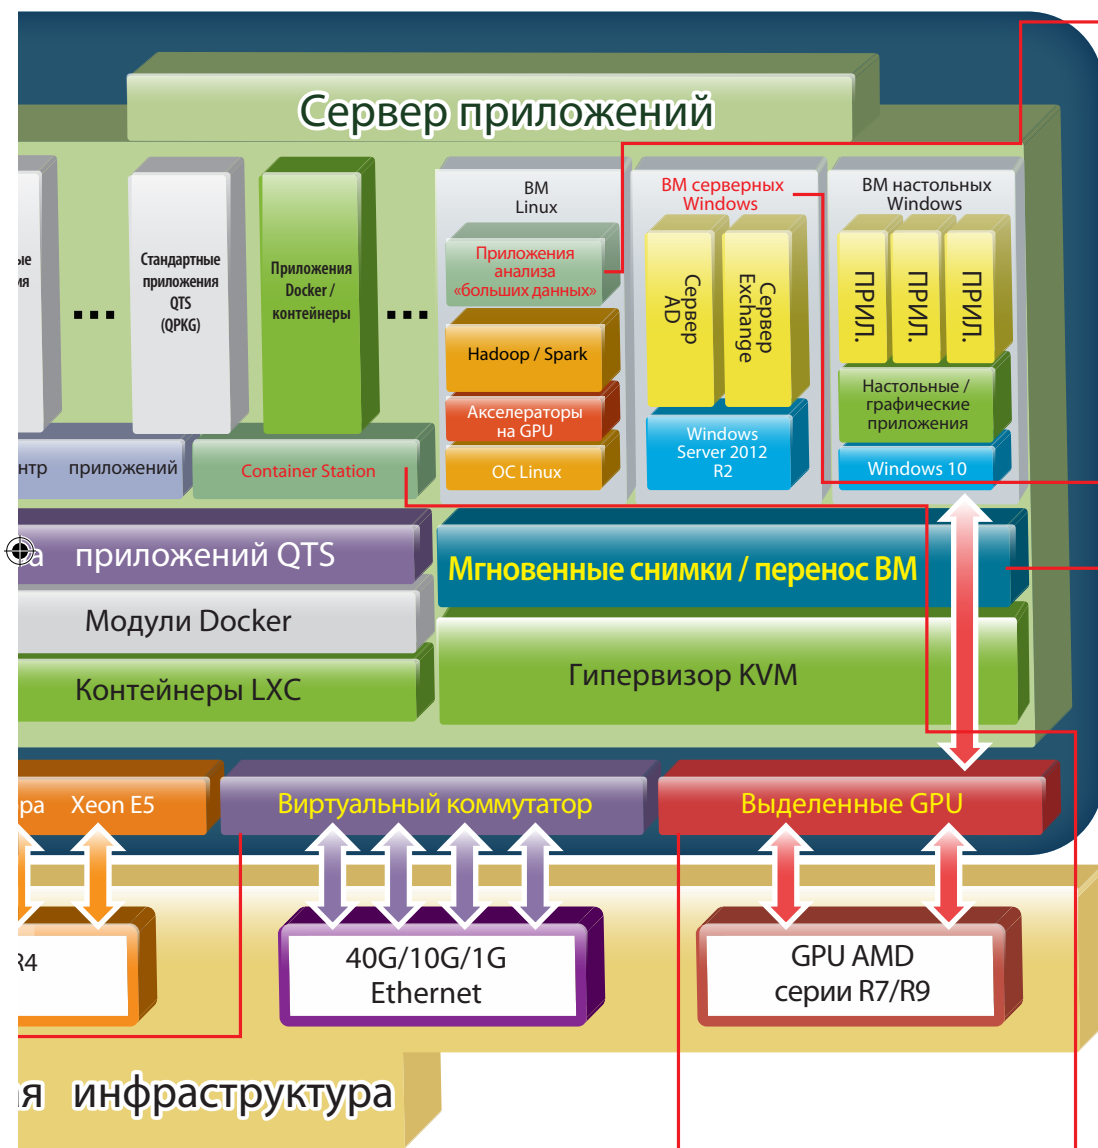 Сервер приложений
Стандартные
приложения
QTS
(QPKG)
...
Приложения
Docker /
контейнеры
...
ВМ
Linux
Приложения
анализа
«больших данных»
Hadoop / Spark
Акселераторы
на GPU
ОС Linux
ВМ серверных
Windows
Сервер
AD
Сервер
Exchange
Windows
Server 2012
R2
ВМ настольных
Windows
ПРИЛ.
ПРИЛ.
ПРИЛ.
Настольные /
графические
приложения
Windows 10
нтр приложений
Container Station
а приложений QTS
Мгновенные снимки / перенос ВМ
Модули Docker
Контейнеры LXC
Гипервизор KVM
ра Xeon E5
Виртуальный коммутатор
Выделенные GPU
R4
40G/10G/1G
Ethernet
GPU AMD
серии R7/R9
ая инфраструктура